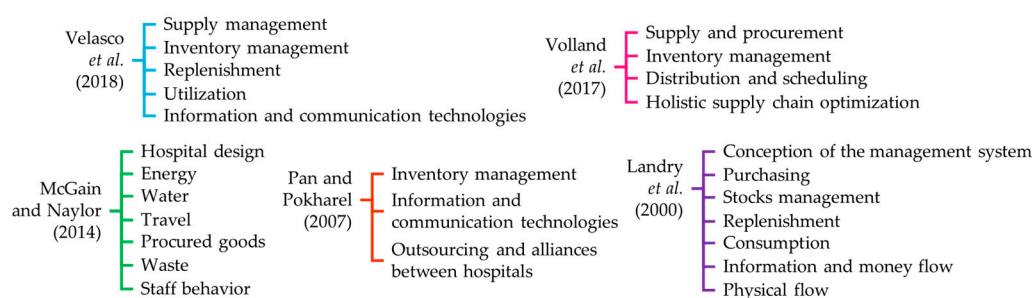 Velasco
et al.
(2018)
Supply management
Inventory management
Replenishment
Utilization
Information and communication technologies
Volland
et al.
(2017)
Supply and procurement
Inventory management
Distribution and scheduling
Holistic supply chain optimization
McGain
and Naylor
(2014)
Hospital design
Energy
Water
Travel
Procured goods
Waste
Staff behavior
Pan and
Pokharel
(2007)
Inventory management
Information and
communication technologies
Outsourcing and alliances
between hospitals
Landry
et al.
(2000)
Conception of the management system
Purchasing
Stocks management
Replenishment
Consumption
Information and money flow
Physical flow